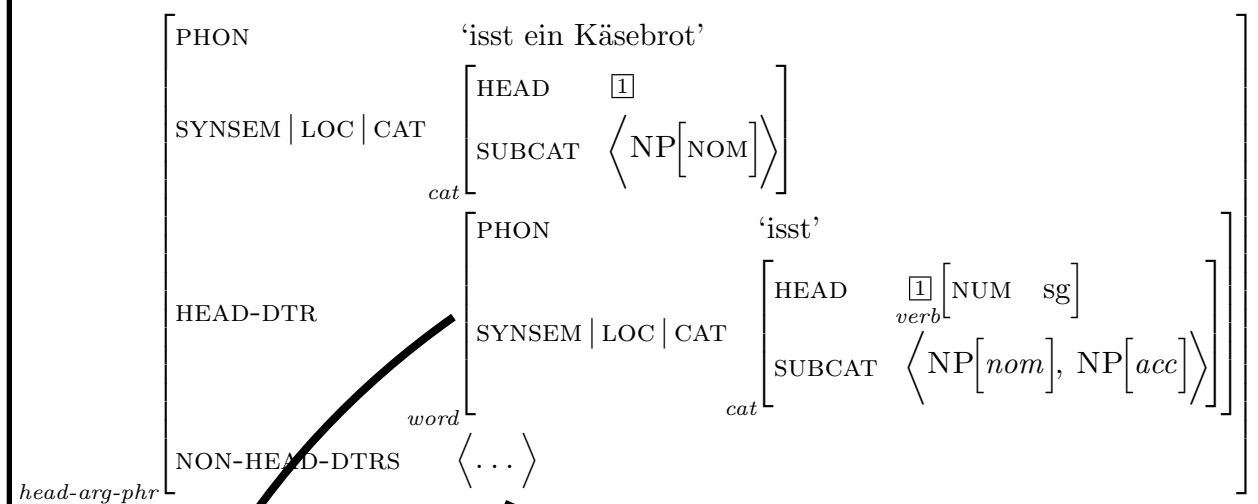 PHON ‘isst ein Käsebrot’
HEAD 1
SYNSEM | LOC | CAT
SUBCAT ⟨NP[NOM]⟩
cat
PHON ‘isst’
HEAD 1[NUM sg]
verb
HEAD-DTR
SYNSEM | LOC | CAT
SUBCAT ⟨NP[nom], NP[acc]⟩
cat
word
NON-HEAD-DTRS ⟨...⟩
head-arg-phr